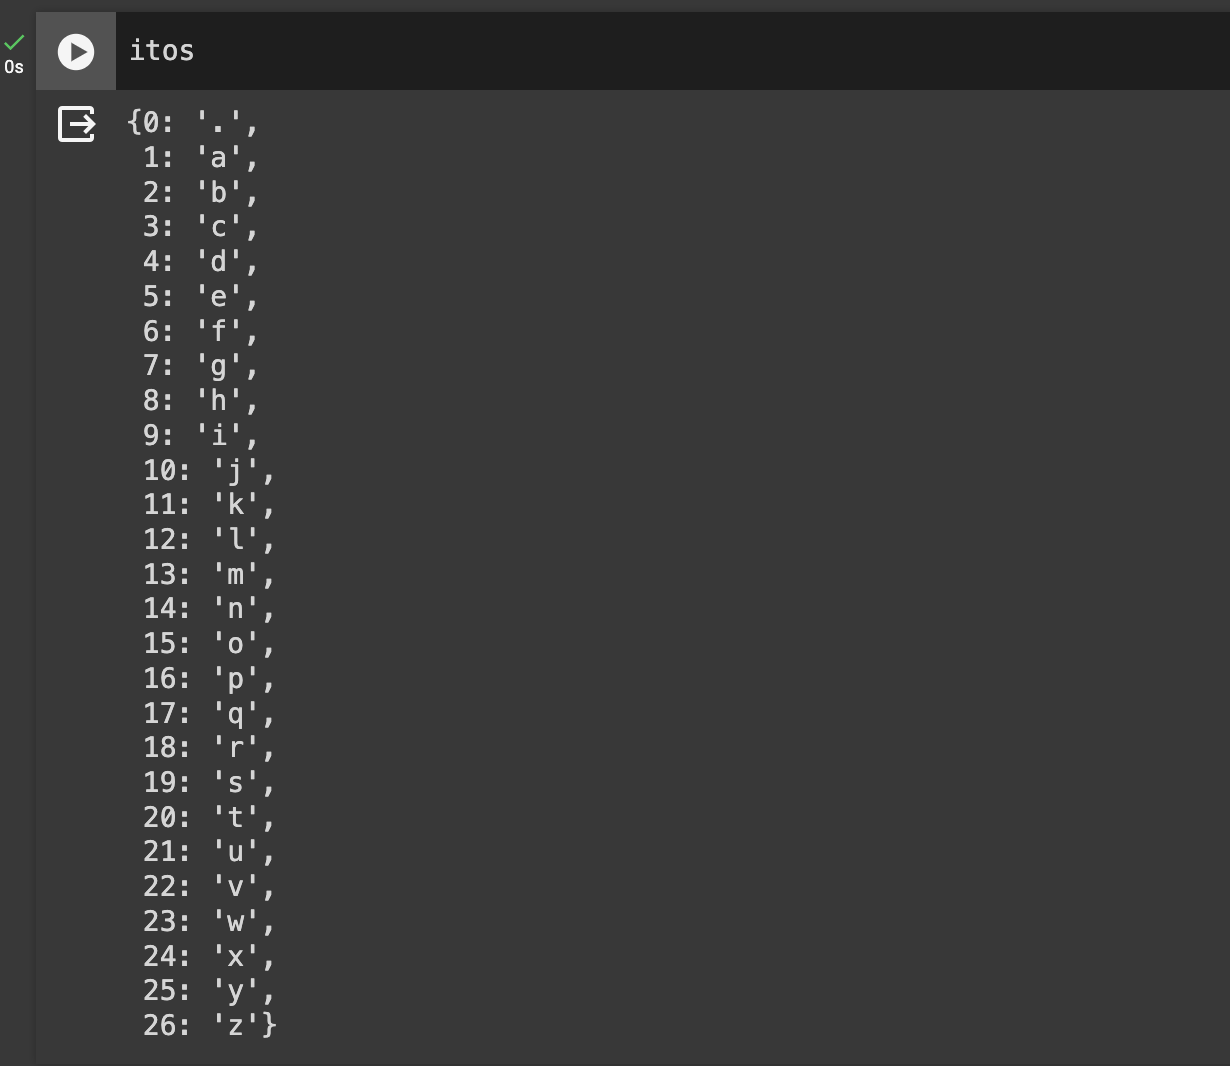 0s
itos
{0: '.',
1: 'a',
2: 'b',
3: 'c',
4: 'd',
5: 'e',
6: 'f',
7: 'g',
8: 'h',
9: 'i',
10: 'j',
11: 'k',
12: 'l',
13: 'm',
14: 'n',
15: 'o',
16: 'p',
17: 'q',
18: 'r',
19: 's',
20: 't',
21: 'u',
22: 'v',
23: 'w',
24: 'x',
25: 'y',
26: 'z'}